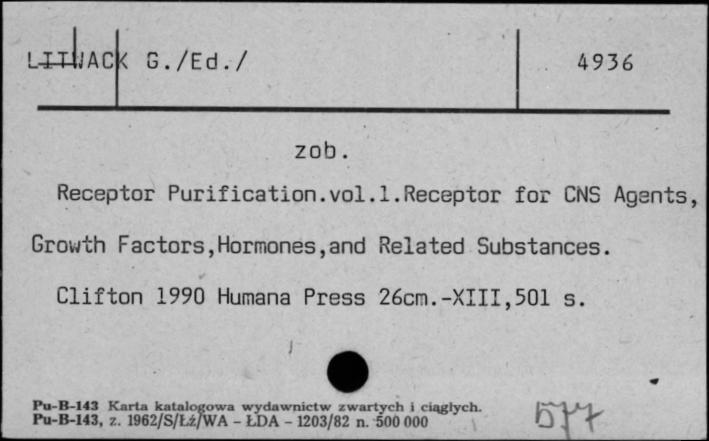 LITWACK G./Ed./ 4936
zob.
Receptor Purification.vol.1.Receptor for CNS Agents,
Growth Factors,Hormones,and Related Substances.
Clifton 1990 Humana Press 26cm.-XIII,501 s.
Pu-B-143 Karta katalogowa wydawnictw zwartych i ciągłych.
Pu-B-143, z. 1962/S/Łż/WA - ŁDA - 1203/82 n. 500 000
577